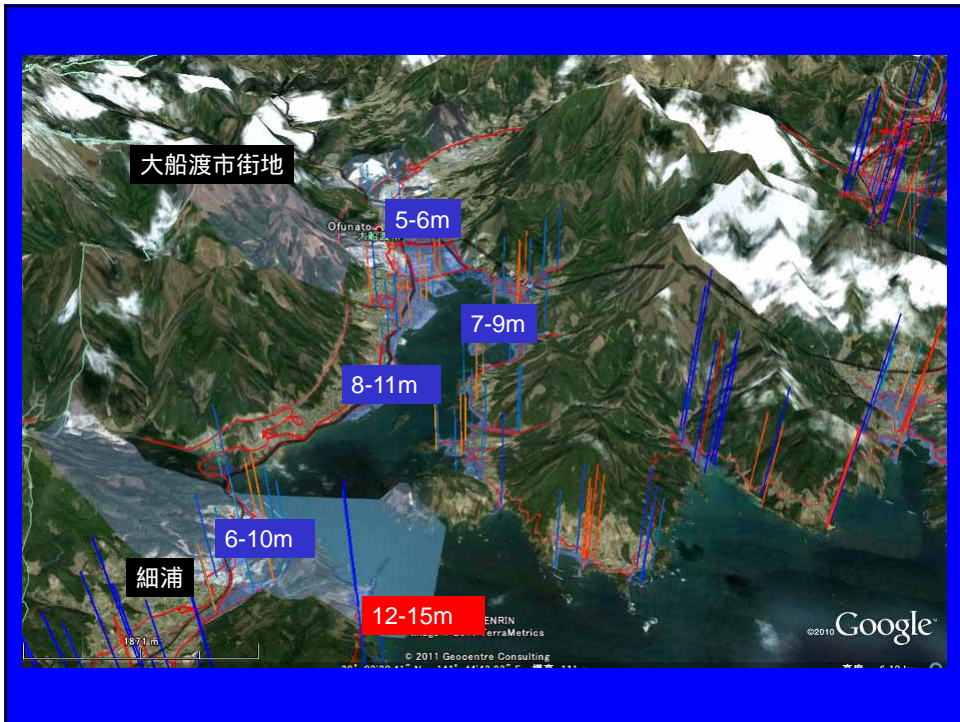 大船渡市街地
5-6m
Ofunato
7-9m
8-11m
6-10m
細浦
12-15m
1871 m
© 2011 Geocentre Consulting
©2010 Google